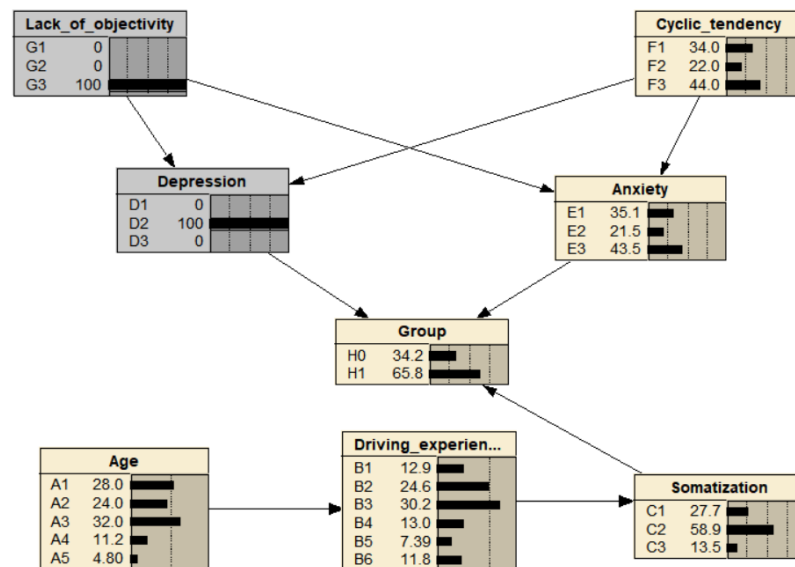 Lack_of_objectivity
G1 0
G2 0
G3 100
Cyclic_tendency
F1 34.0
F2 22.0
F3 44.0
Depression
D1 0
D2 100
D3 0
Anxiety
E1 35.1
E2 21.5
E3 43.5
Group
H0 34.2
H1 65.8
Age
A1 28.0
A2 24.0
A3 32.0
A4 11.2
A5 4.80
Driving_experien...
B1 12.9
B2 24.6
B3 30.2
B4 13.0
B5 7.39
B6 11.8
Somatization
C1 27.7
C2 58.9
C3 13.5